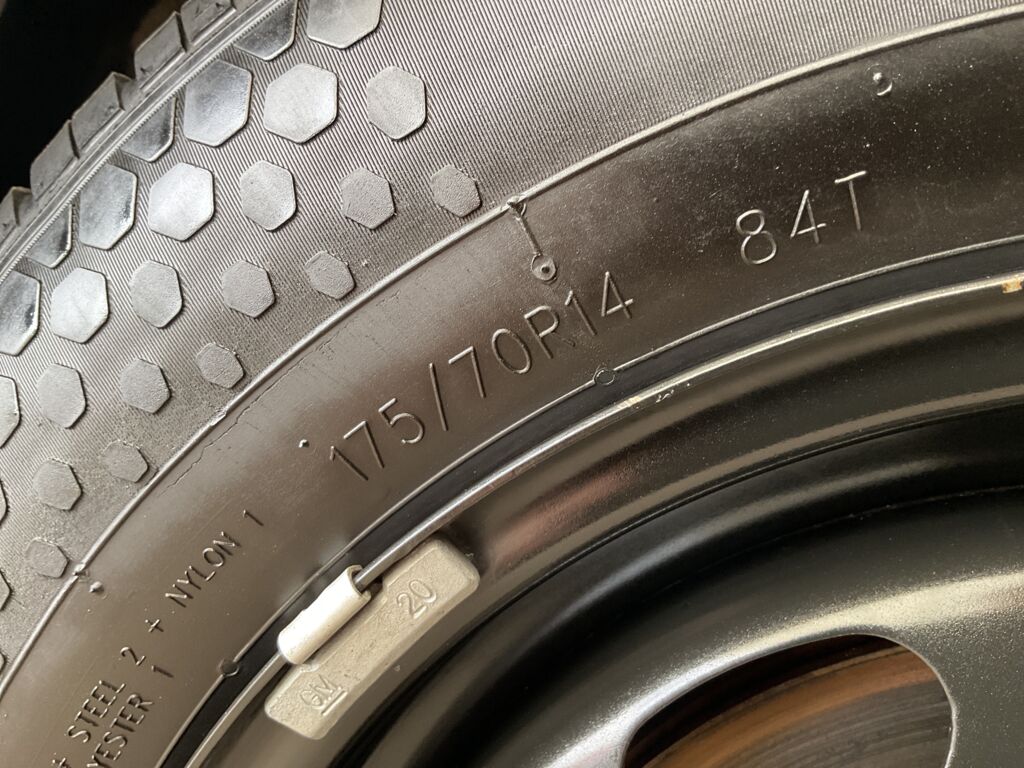 175/70R14 84T
+ STEEL 2 + NYLON 1
YESTER 1
20
GM